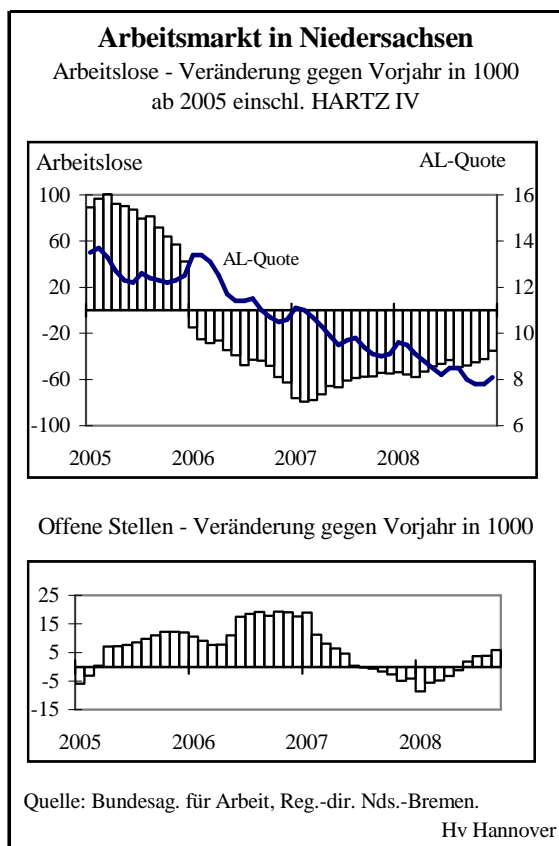 Arbeitsmarkt in Niedersachsen
Arbeitslose - Veränderung gegen Vorjahr in 1000
ab 2005 einschl. HARTZ IV
Arbeitslose AL-Quote
100 16
60 14
AL-Quote
20 12
-20 10
-60 8
-100 6
2005 2006 2007 2008
Offene Stellen - Veränderung gegen Vorjahr in 1000
25
15
5
-5
-15
2005 2006 2007 2008
Quelle: Bundesag. für Arbeit, Reg.-dir. Nds.-Bremen.
Hv Hannover